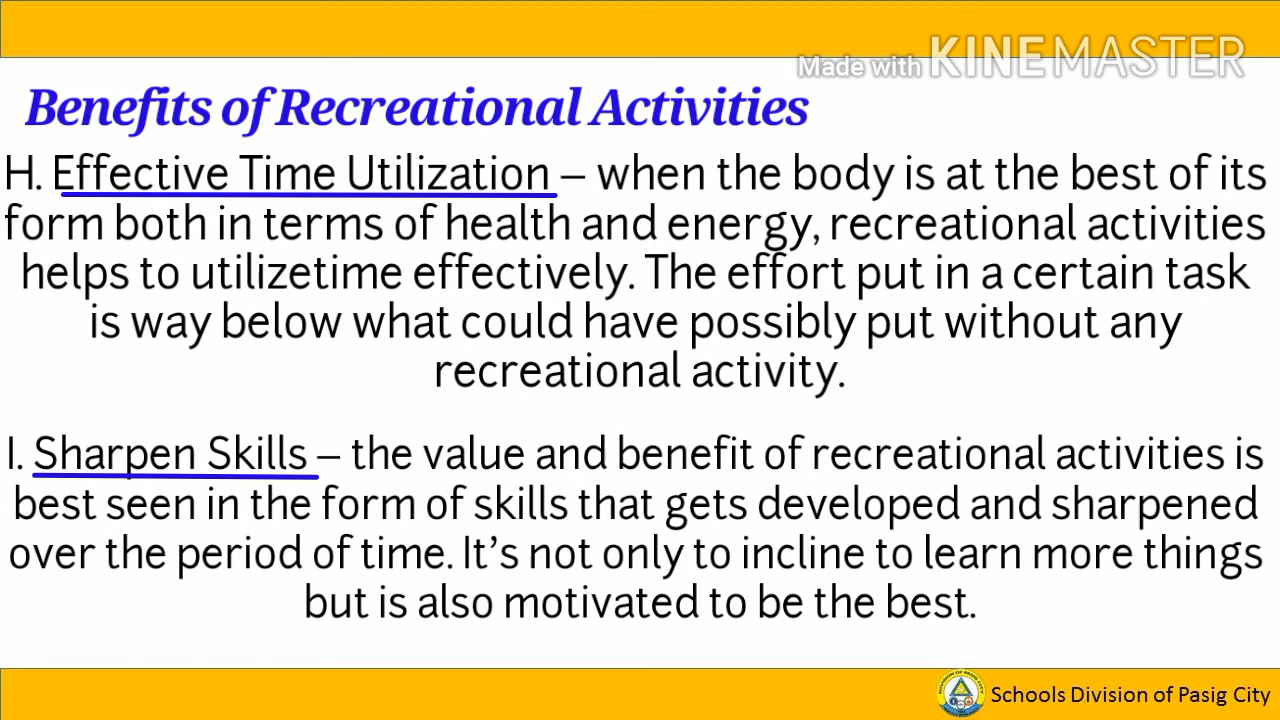 Made with KINEMASTER
Benefits of Recreational Activities
H. Effective Time Utilization – when the body is at the best of its
form both in terms of health and energy, recreational activities
helps to utilizetime effectively. The effort put in a certain task
is way below what could have possibly put without any
recreational activity.
I. Sharpen Skills – the value and benefit of recreational activities is
best seen in the form of skills that gets developed and sharpened
over the period of time. It’s not only to incline to learn more things
but is also motivated to be the best.
Schools Division of Pasig City